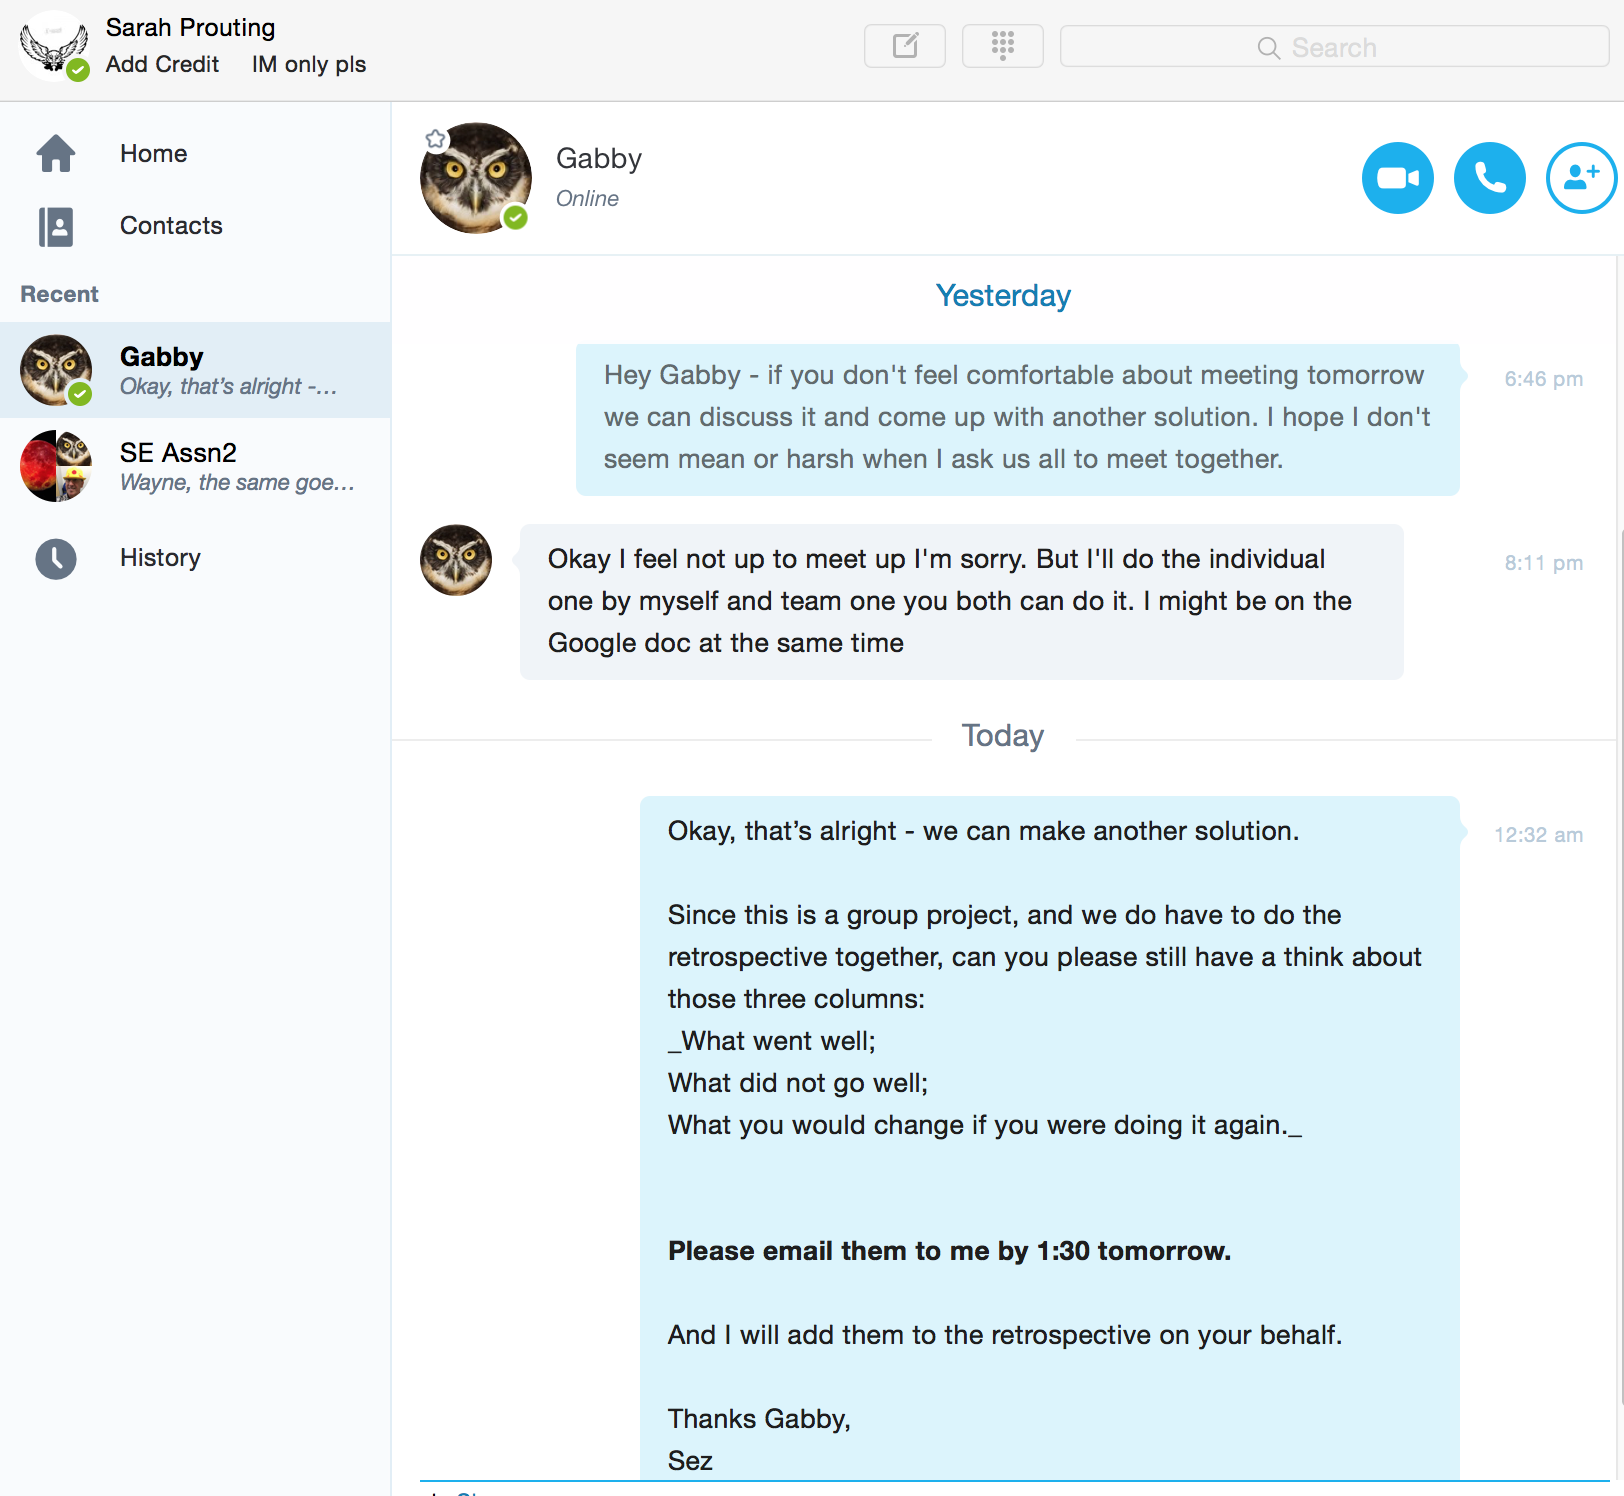 Sarah Prouting
Add Credit IM only pls
Search
Home
Contacts
Recent
Gabby
Okay, that’s alright -...
SE Assn2
Wayne, the same goe...
History
Gabby
Online
Yesterday
Hey Gabby - if you don't feel comfortable about meeting tomorrow
we can discuss it and come up with another solution. I hope I don't
seem mean or harsh when I ask us all to meet together.
6:46 pm
Okay I feel not up to meet up I'm sorry. But I'll do the individual
one by myself and team one you both can do it. I might be on the
Google doc at the same time
8:11 pm
Today
Okay, that’s alright - we can make another solution.
12:32 am
Since this is a group project, and we do have to do the
retrospective together, can you please still have a think about
those three columns:
_What went well;
What did not go well;
What you would change if you were doing it again._
Please email them to me by 1:30 tomorrow.
And I will add them to the retrospective on your behalf.
Thanks Gabby,
Sez